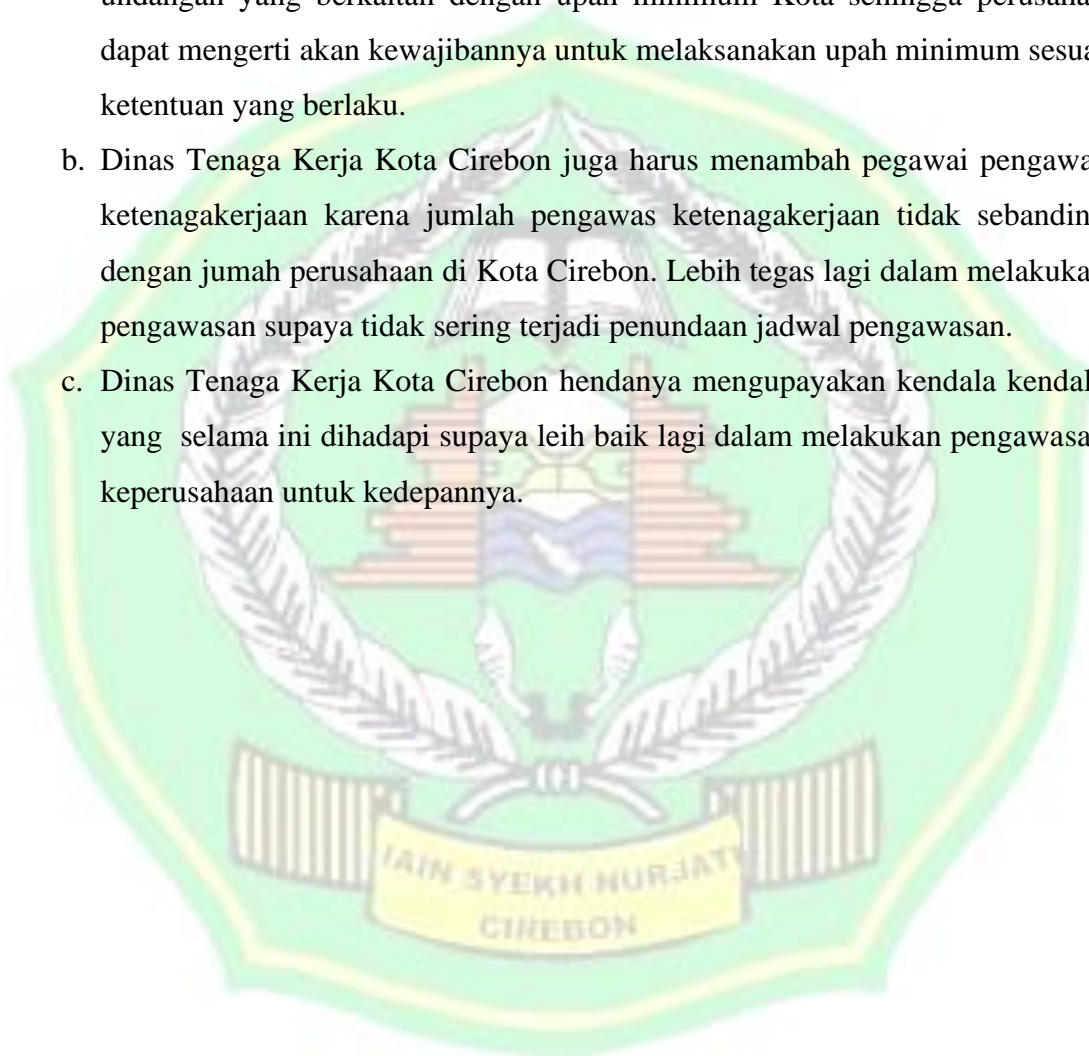 undangan yang berkaitan dengan upah minimum Kota sehingga perusaha
dapat mengerti akan kewajibannya untuk melaksanakan upah minimum sesua
ketentuan yang berlaku.
b. Dinas Tenaga Kerja Kota Cirebon juga harus menambah pegawai pengawa
ketenagakerjaan karena jumlah pengawas ketenagakerjaan tidak sebandin
dengan jumah perusahaan di Kota Cirebon. Lebih tegas lagi dalam melakuka
pengawasan supaya tidak sering terjadi penundaan jadwal pengawasan.
c. Dinas Tenaga Kerja Kota Cirebon hendanya mengupayakan kendala kendal
yang selama ini dihadapi supaya leih baik lagi dalam melakukan pengawasa
keperusahaan untuk kedepannya.
IAIN SYEKH NURJATI
CIREBON